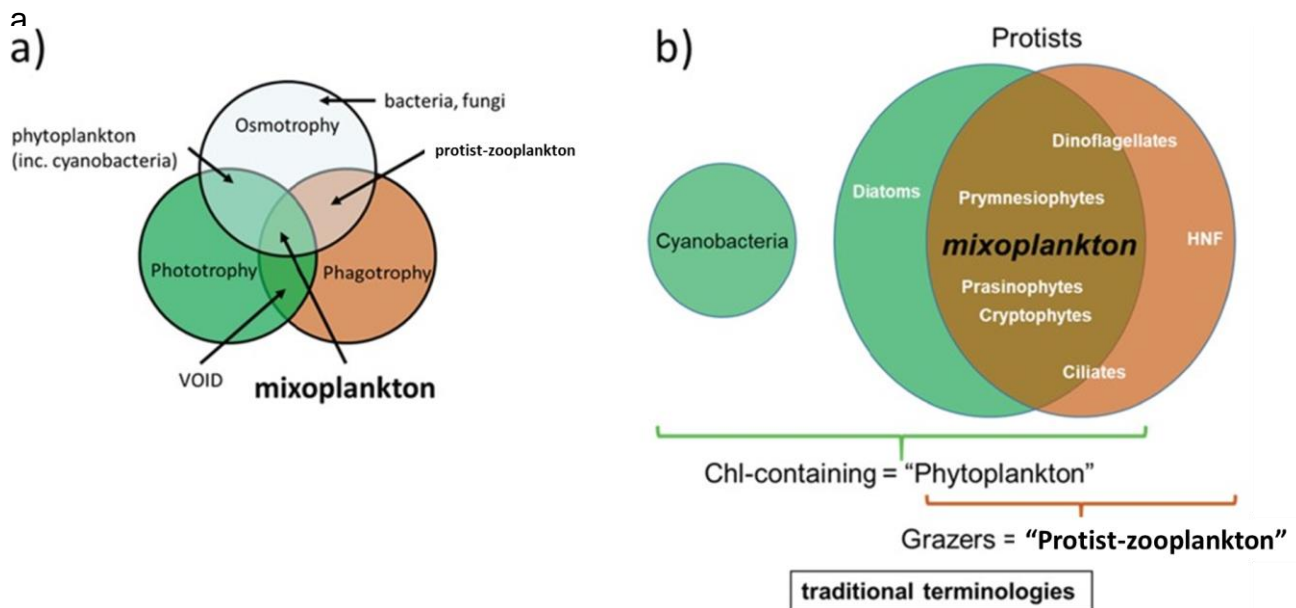 a
a)
bacteria, fungi
Osmotrophy
phytoplankton
(inc. cyanobacteria)
protist-zooplankton
Phototrophy
Phagotrophy
VOID
mixoplankton
b)
Protists
Dinoflagellates
Diatoms
Prymnesiophytes
Cyanobacteria
mixoplankton
HNF
Prasinophytes
Cryptophytes
Ciliates
Chl-containing = “Phytoplankton”
Grazers = “Protist-zooplankton”
traditional terminologies